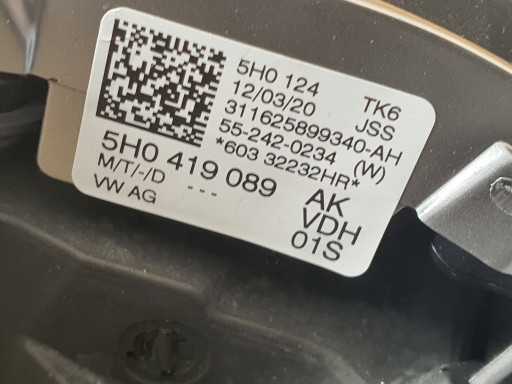 5H0 124 TK6
12/03/20 JSS
311625899340-AH
55-242-0234 (W)
*603 32232HR*
5H0 419 089 AK
M/T/-/D --- VDH
VW AG 01S